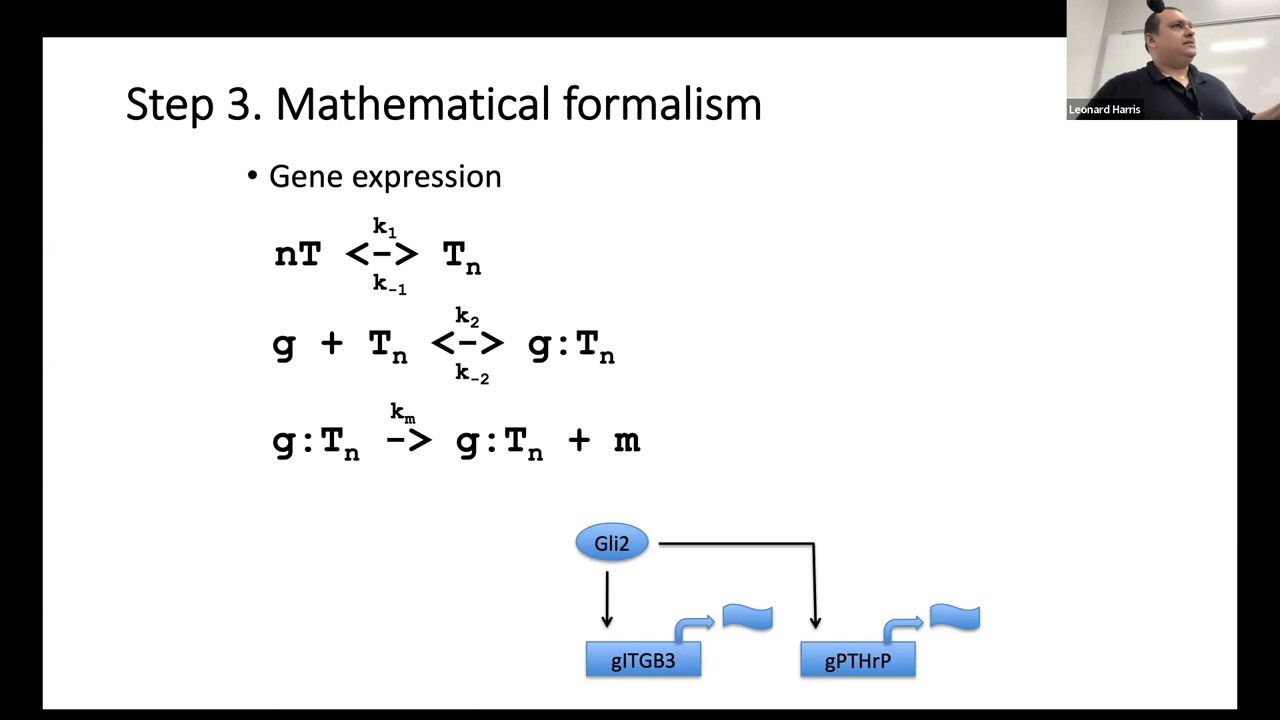 Step 3. Mathematical formalism
Leonard Harris
• Gene expression
k₁
nT <-> Tₙ
k₋₁
k₂
g + Tₙ <-> g:Tₙ
k₋₂
kₘ
g:Tₙ -> g:Tₙ + m
Gli2
gITGB3
gPTHrP